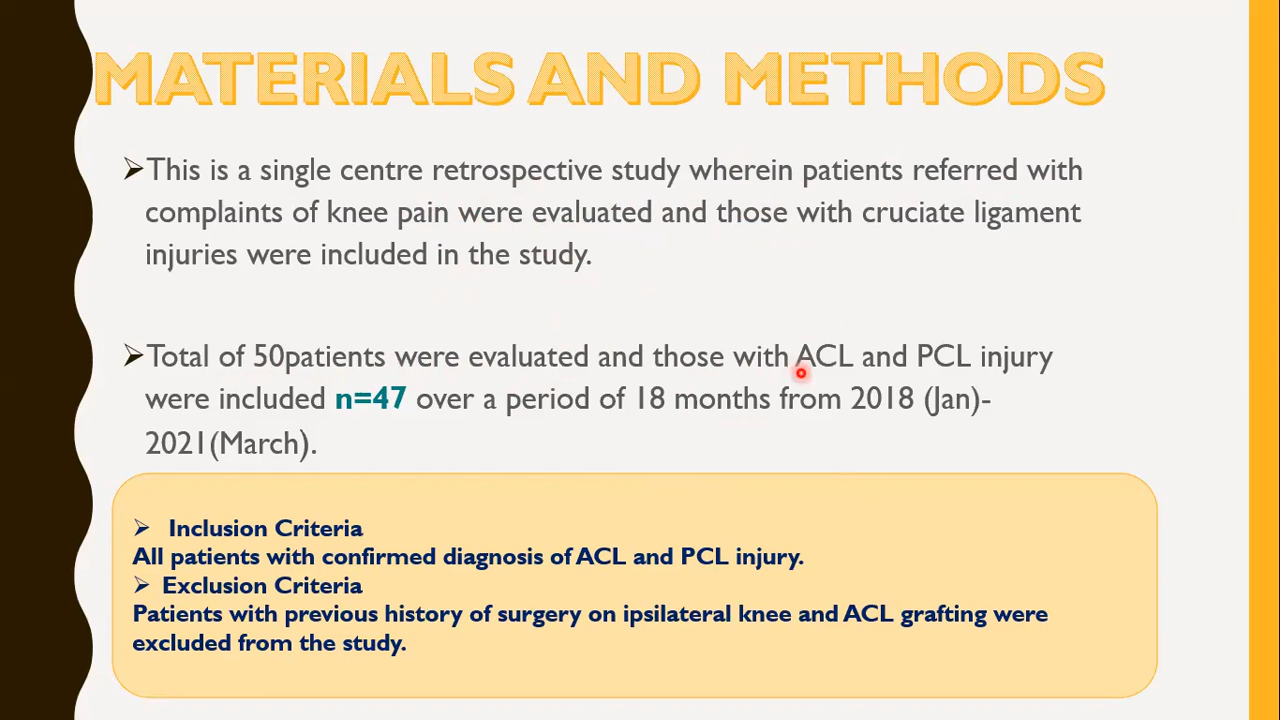 MATERIALS AND METHODS
➢This is a single centre retrospective study wherein patients referred with
complaints of knee pain were evaluated and those with cruciate ligament
injuries were included in the study.
➢Total of 50patients were evaluated and those with ACL and PCL injury
were included n=47 over a period of 18 months from 2018 (Jan)-
2021(March).
➢ Inclusion Criteria
All patients with confirmed diagnosis of ACL and PCL injury.
➢ Exclusion Criteria
Patients with previous history of surgery on ipsilateral knee and ACL grafting were
excluded from the study.